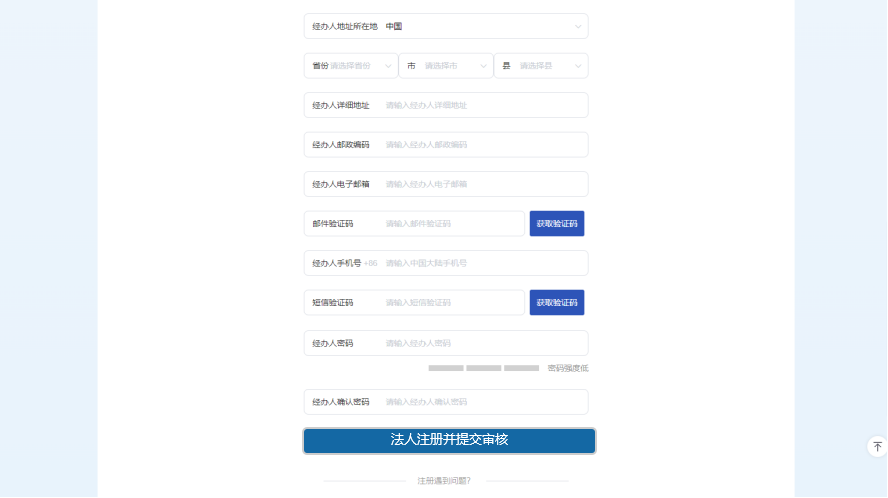 经办人地址所在地 中国
省份 请选择省份 市 请选择市 县 请选择县
经办人详细地址 请输入经办人详细地址
经办人邮政编码 请输入经办人邮政编码
经办人电子邮箱 请输入经办人电子邮箱
邮件验证码 请输入邮件验证码 获取验证码
经办人手机号 +86 请输入中国大陆手机号
短信验证码 请输入短信验证码 获取验证码
经办人密码 请输入经办人密码
密码强度低
经办人确认密码 请输入经办人确认密码
法人注册并提交审核
注册遇到问题?